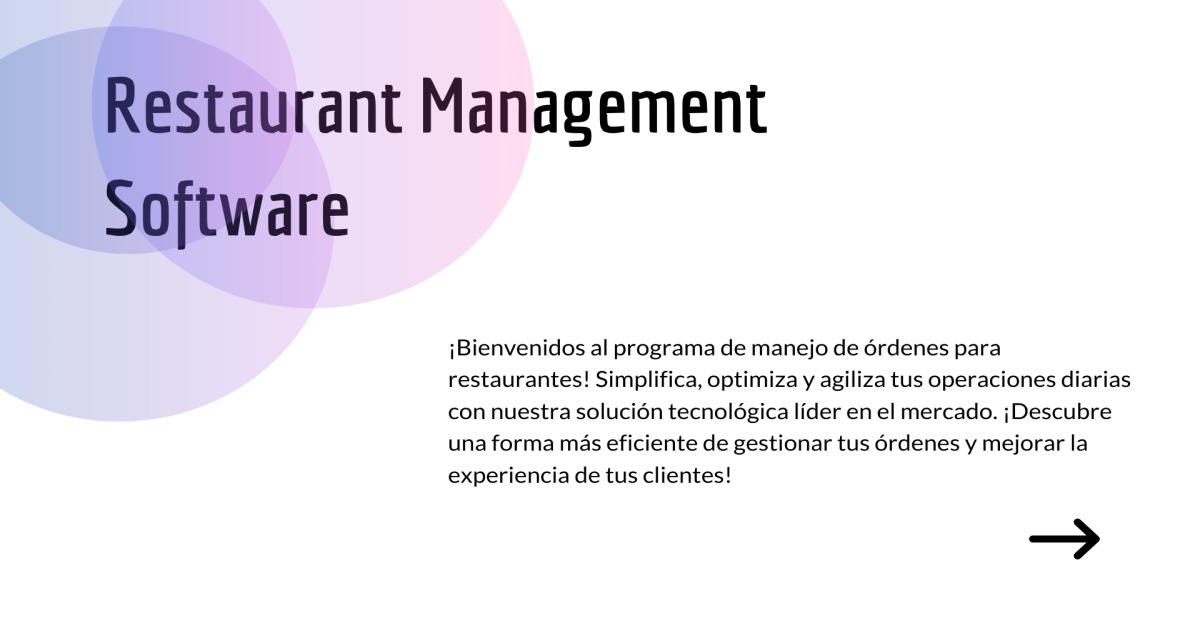 Restaurant Management
Software
¡Bienvenidos al programa de manejo de órdenes para
restaurantes! Simplifica, optimiza y agiliza tus operaciones diarias
con nuestra solución tecnológica líder en el mercado. ¡Descubre
una forma más eficiente de gestionar tus órdenes y mejorar la
experiencia de tus clientes!